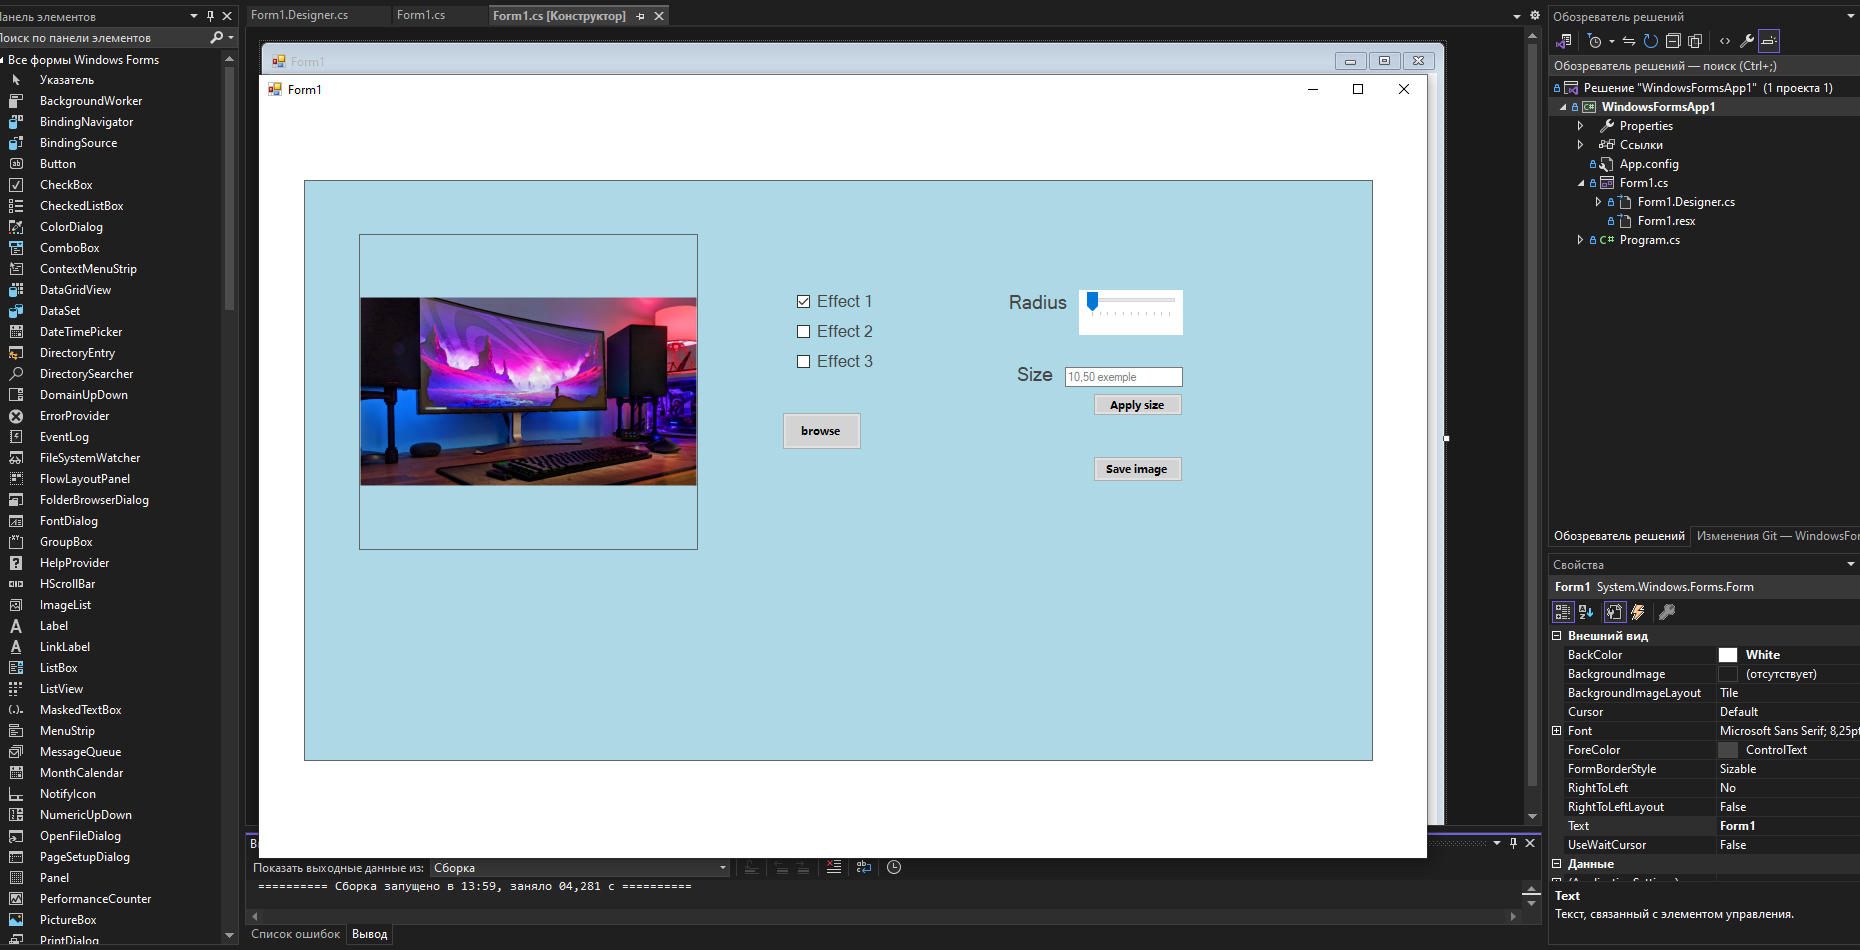 Панель элементов
Поиск по панели элементов
Все формы Windows Forms
Указатель
BackgroundWorker
BindingNavigator
BindingSource
Button
CheckBox
CheckedListBox
ColorDialog
ComboBox
ContextMenuStrip
DataGridView
DataSet
DateTimePicker
DirectoryEntry
DirectorySearcher
DomainUpDown
ErrorProvider
EventLog
FileSystemWatcher
FlowLayoutPanel
FolderBrowserDialog
FontDialog
GroupBox
HelpProvider
HScrollBar
ImageList
Label
LinkLabel
ListBox
ListView
MaskedTextBox
MenuStrip
MessageQueue
MonthCalendar
NotifyIcon
NumericUpDown
OpenFileDialog
PageSetupDialog
Panel
PerformanceCounter
PictureBox
PrintDialog
Form1.Designer.cs
Form1.cs
Form1.cs [Конструктор]
Form1
Form1
Effect 1
Effect 2
Effect 3
browse
Radius
Size
10,50 exemple
Apply size
Save image
Показать выходные данные из:
Сборка
========== Сборка запущено в 13:59, заняло 04,281 с ==========
Список ошибок
Вывод
Обозреватель решений
Обозреватель решений — поиск (Ctrl+;)
Решение "WindowsFormsApp1" (1 проекта 1)
WindowsFormsApp1
Properties
Ссылки
App.config
Form1.cs
Form1.Designer.cs
Form1.resx
Program.cs
Обозреватель решений
Изменения Git — WindowsFor
Свойства
Form1 System.Windows.Forms.Form
Внешний вид
BackColor White
BackgroundImage (отсутствует)
BackgroundImageLayout Tile
Cursor Default
Font Microsoft Sans Serif; 8,25pt
ForeColor ControlText
FormBorderStyle Sizable
RightToLeft No
RightToLeftLayout False
Text Form1
UseWaitCursor False
Данные
Text
Текст, связанный с элементом управления.